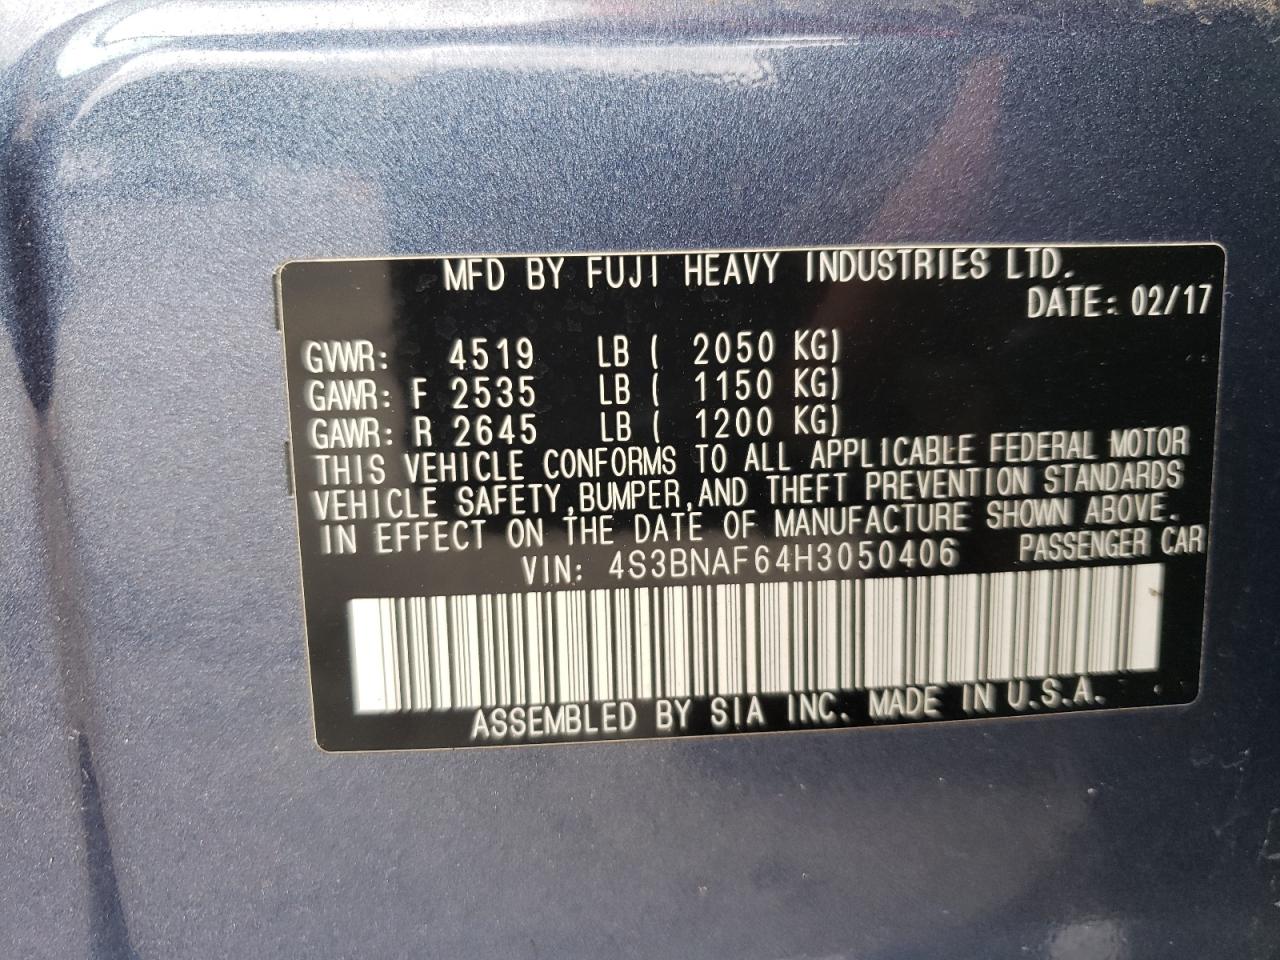 MFD BY FUJI HEAVY INDUSTRIES LTD.
DATE: 02/17
GVWR: 4519 LB ( 2050 KG)
GAWR: F 2535 LB ( 1150 KG)
GAWR: R 2645 LB ( 1200 KG)
THIS VEHICLE CONFORMS TO ALL APPLICABLE FEDERAL MOTOR
VEHICLE SAFETY, BUMPER, AND THEFT PREVENTION STANDARDS
IN EFFECT ON THE DATE OF MANUFACTURE SHOWN ABOVE.
VIN: 4S3BNAF64H3050406 PASSENGER CAR
ASSEMBLED BY SIA INC. MADE IN U.S.A.